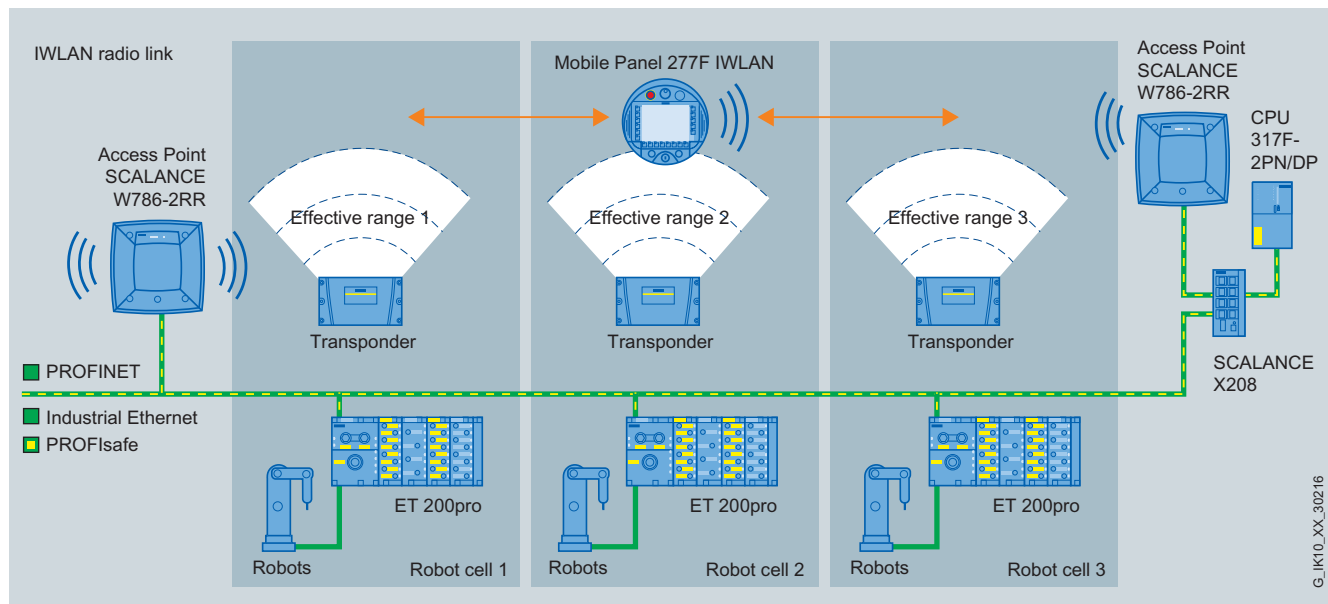 IWLAN radio link
Mobile Panel 277F IWLAN
Access Point
SCALANCE
W786-2RR
CPU
317F-
2PN/DP
Access Point
SCALANCE
W786-2RR
Effective range 1
Effective range 2
Effective range 3
Transponder
Transponder
Transponder
SCALANCE
X208
PROFINET
Industrial Ethernet
PROFIsafe
ET 200pro
ET 200pro
ET 200pro
Robots
Robot cell 1
Robots
Robot cell 2
Robots
Robot cell 3
G_IK10_XX_30216